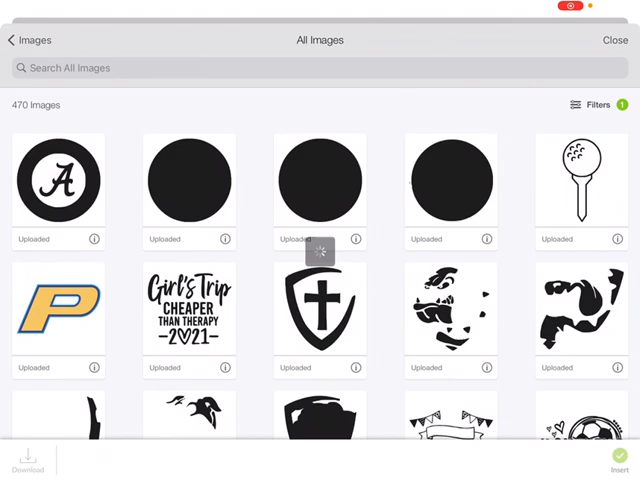 Images
All Images
Close
Search All Images
470 Images
Filters 1
A
Uploaded
Uploaded
Uploaded
Uploaded
Uploaded
P
Girl's Trip
CHEAPER
THAN THERAPY
2021
Uploaded
Uploaded
Uploaded
Uploaded
Uploaded
Download
Insert